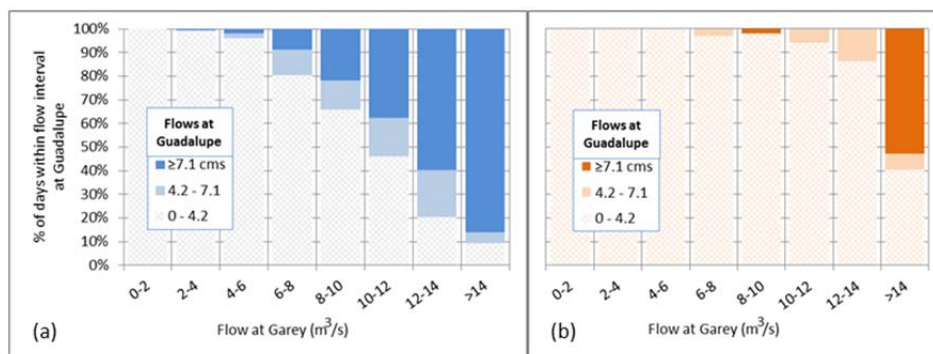 100%
90%
80%
70%
60%
50%
40%
30%
20%
10%
0%
% of days within flow interval
at Guadalupe
Flows at
Guadalupe
≥7.1 cms
4.2 - 7.1
0 - 4.2
0-2
2-4
4-6
6-8
8-10
10-12
12-14
>14
(a)
Flow at Garey (m³/s)
Flows at
Guadalupe
≥7.1 cms
4.2 - 7.1
0 - 4.2
0-2
2-4
4-6
6-8
8-10
10-12
12-14
>14
(b)
Flow at Garey (m³/s)